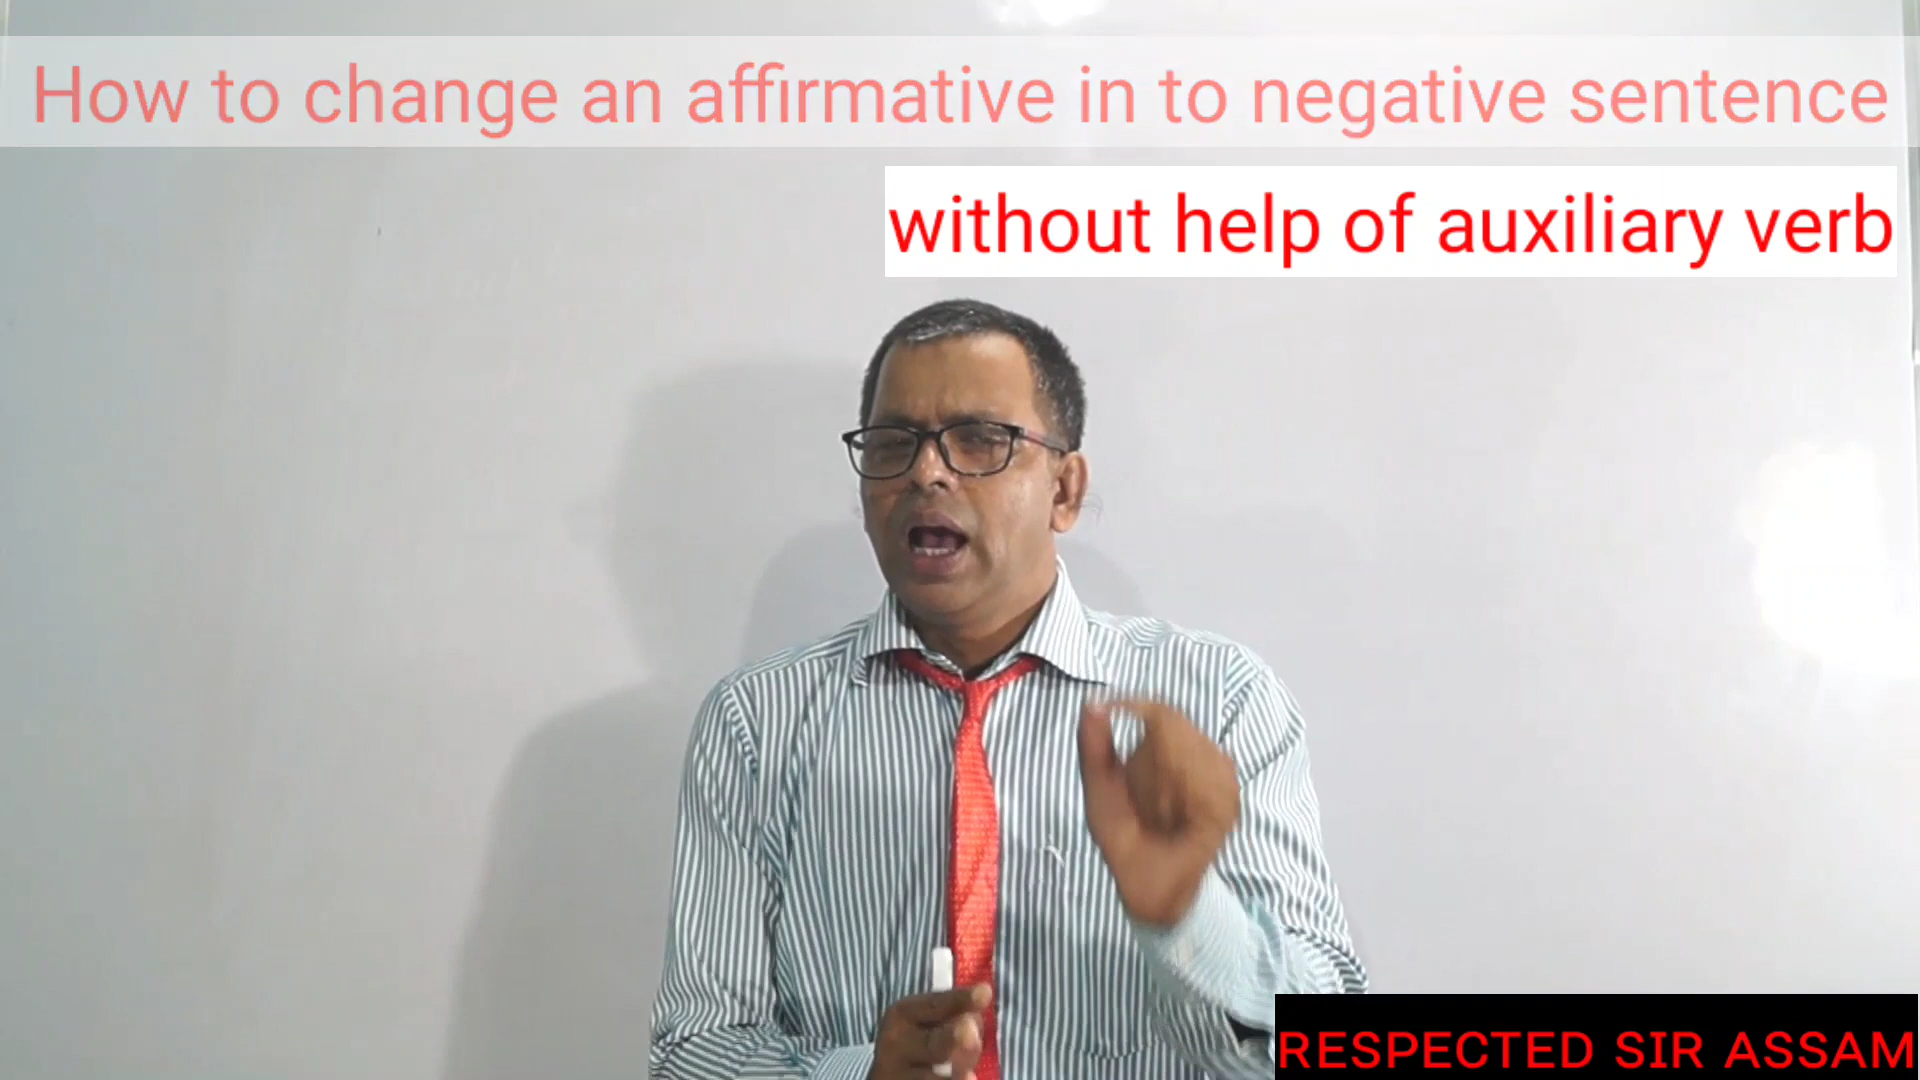 How to change an affirmative in to negative sentence
without help of auxiliary verb
RESPECTED SIR ASSAM